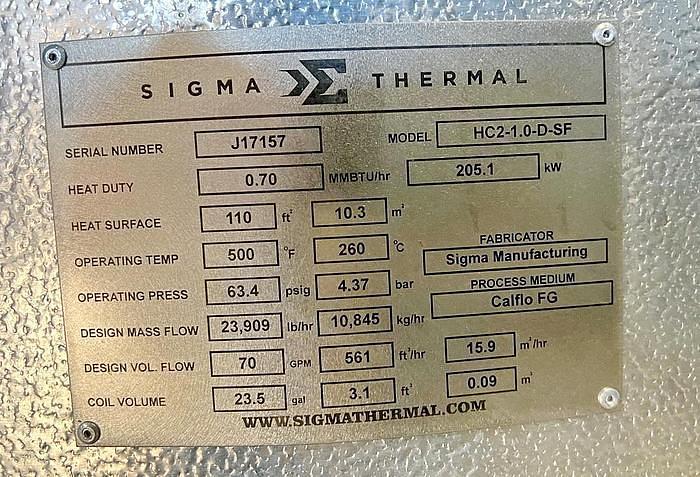 SIGMA THERMAL
SERIAL NUMBER J17157 MODEL HC2-1.0-D-SF
HEAT DUTY 0.70 MMBTU/hr 205.1 kW
HEAT SURFACE 110 ft² 10.3 m²
OPERATING TEMP 500 °F 260 °C
FABRICATOR
Sigma Manufacturing
OPERATING PRESS 63.4 psig 4.37 bar
PROCESS MEDIUM
Calflo FG
DESIGN MASS FLOW 23,909 lb/hr 10,845 kg/hr
DESIGN VOL. FLOW 70 GPM 561 ft³/hr 15.9 m³/hr
COIL VOLUME 23.5 gal 3.1 ft³ 0.09 m³
WWW.SIGMATHERMAL.COM